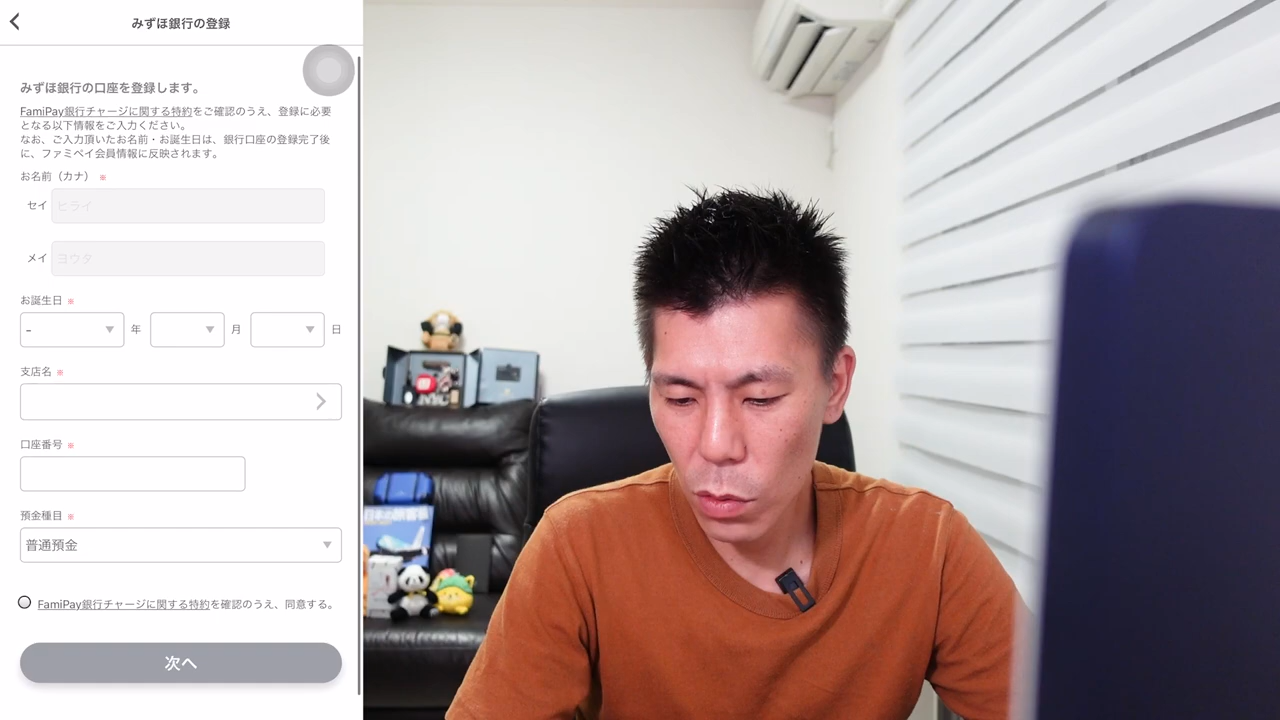 みずほ銀行の登録
みずほ銀行の口座を登録します。
FamiPay銀行チャージに関する特約をご確認のうえ、登録に必要
となる以下情報をご入力ください。
なお、ご入力頂いたお名前・お誕生日は、銀行口座の登録完了後
に、ファミペイ会員情報に反映されます。
お名前（カナ） ※
セイ ヒライ
メイ ヨウタ
お誕生日 ※
- 年 月 日
支店名 ※
口座番号 ※
預金種目 ※
普通預金
FamiPay銀行チャージに関する特約を確認のうえ、同意する。
次へ
NYC
日本の旅客機